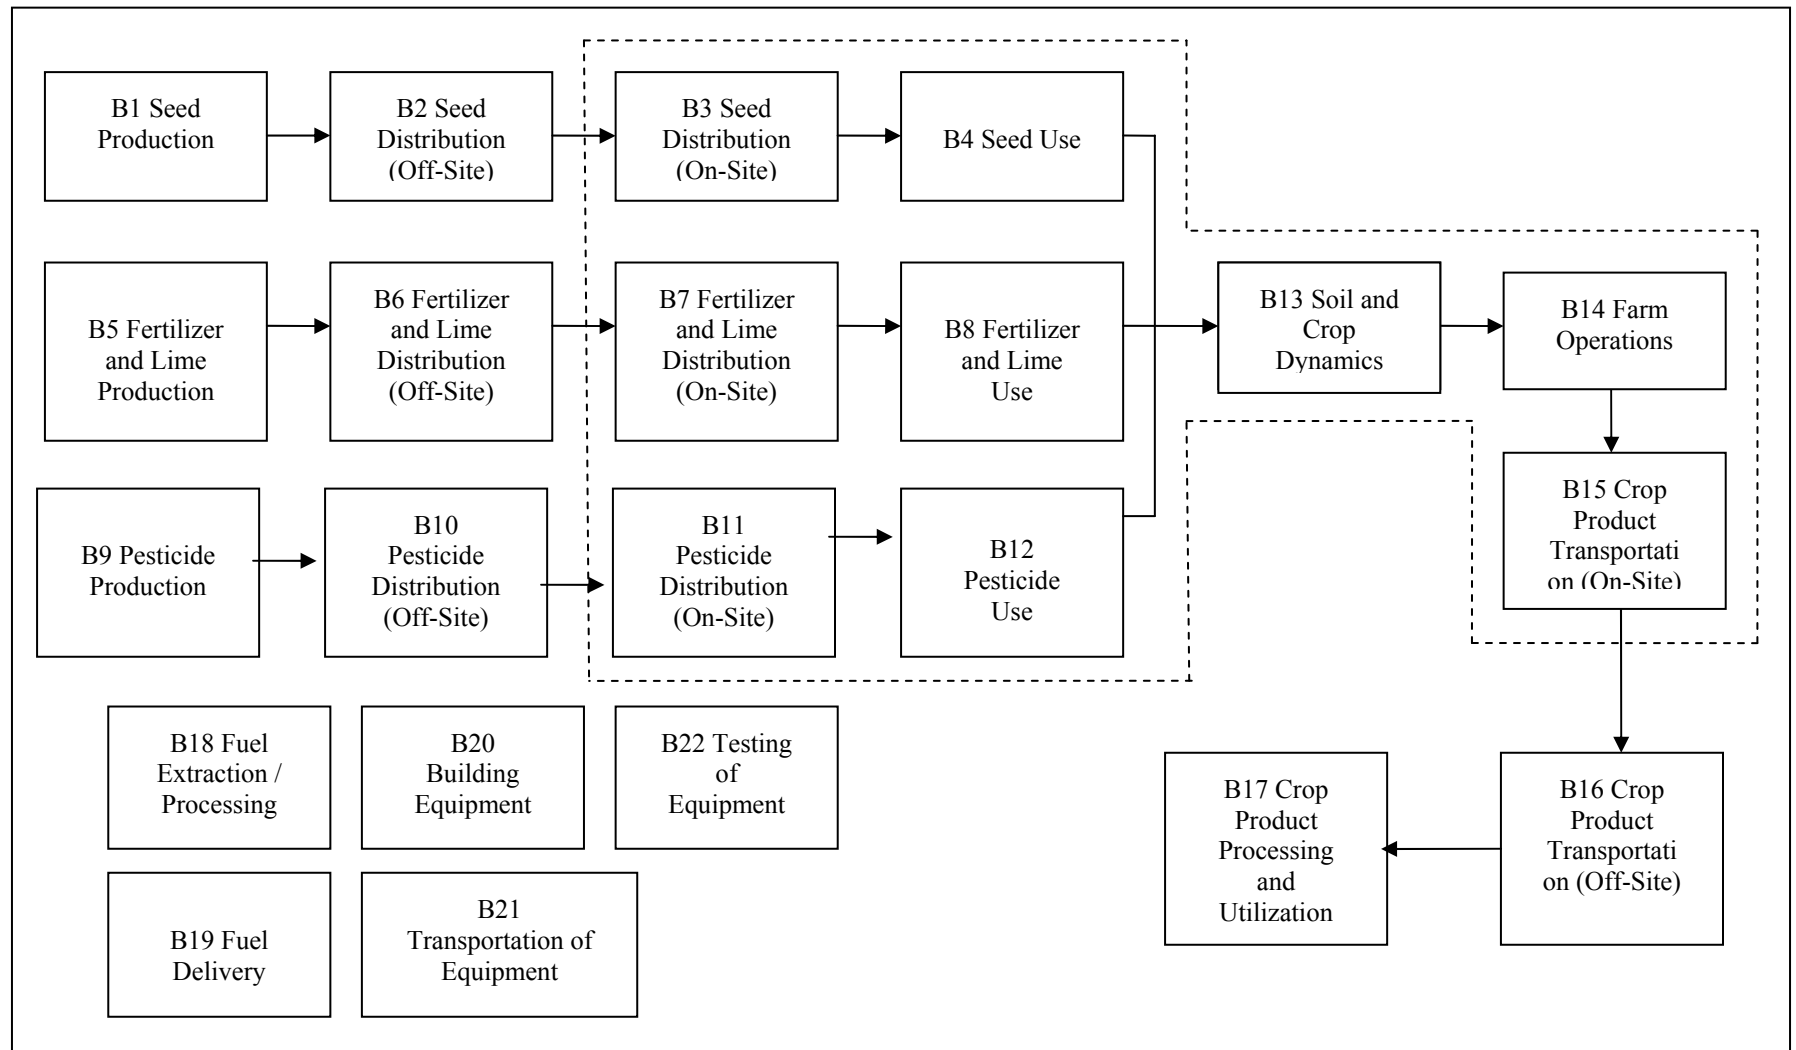 B1 Seed
Production
B2 Seed
Distribution
(Off-Site)
B3 Seed
Distribution
(On-Site)
B4 Seed Use
B5 Fertilizer
and Lime
Production
B6 Fertilizer
and Lime
Distribution
(Off-Site)
B7 Fertilizer
and Lime
Distribution
(On-Site)
B8 Fertilizer
and Lime
Use
B13 Soil and
Crop
Dynamics
B14 Farm
Operations
B9 Pesticide
Production
B10
Pesticide
Distribution
(Off-Site)
B11
Pesticide
Distribution
(On-Site)
B12
Pesticide
Use
B15 Crop
Product
Transportati
on (On-Site)
B18 Fuel
Extraction /
Processing
B20
Building
Equipment
B22 Testing
of
Equipment
B17 Crop
Product
Processing
and
Utilization
B16 Crop
Product
Transportati
on (Off-Site)
B19 Fuel
Delivery
B21
Transportation of
Equipment